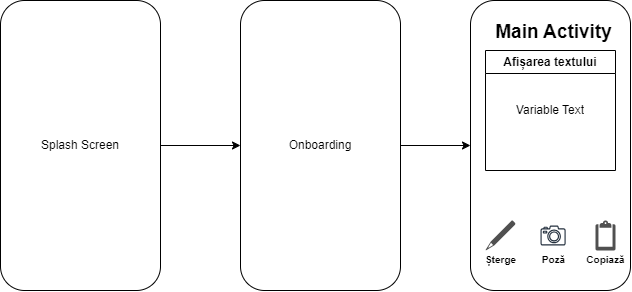 Splash Screen
Onboarding
Main Activity
Afișarea textului
Variable Text
Șterge
Poză
Copiază